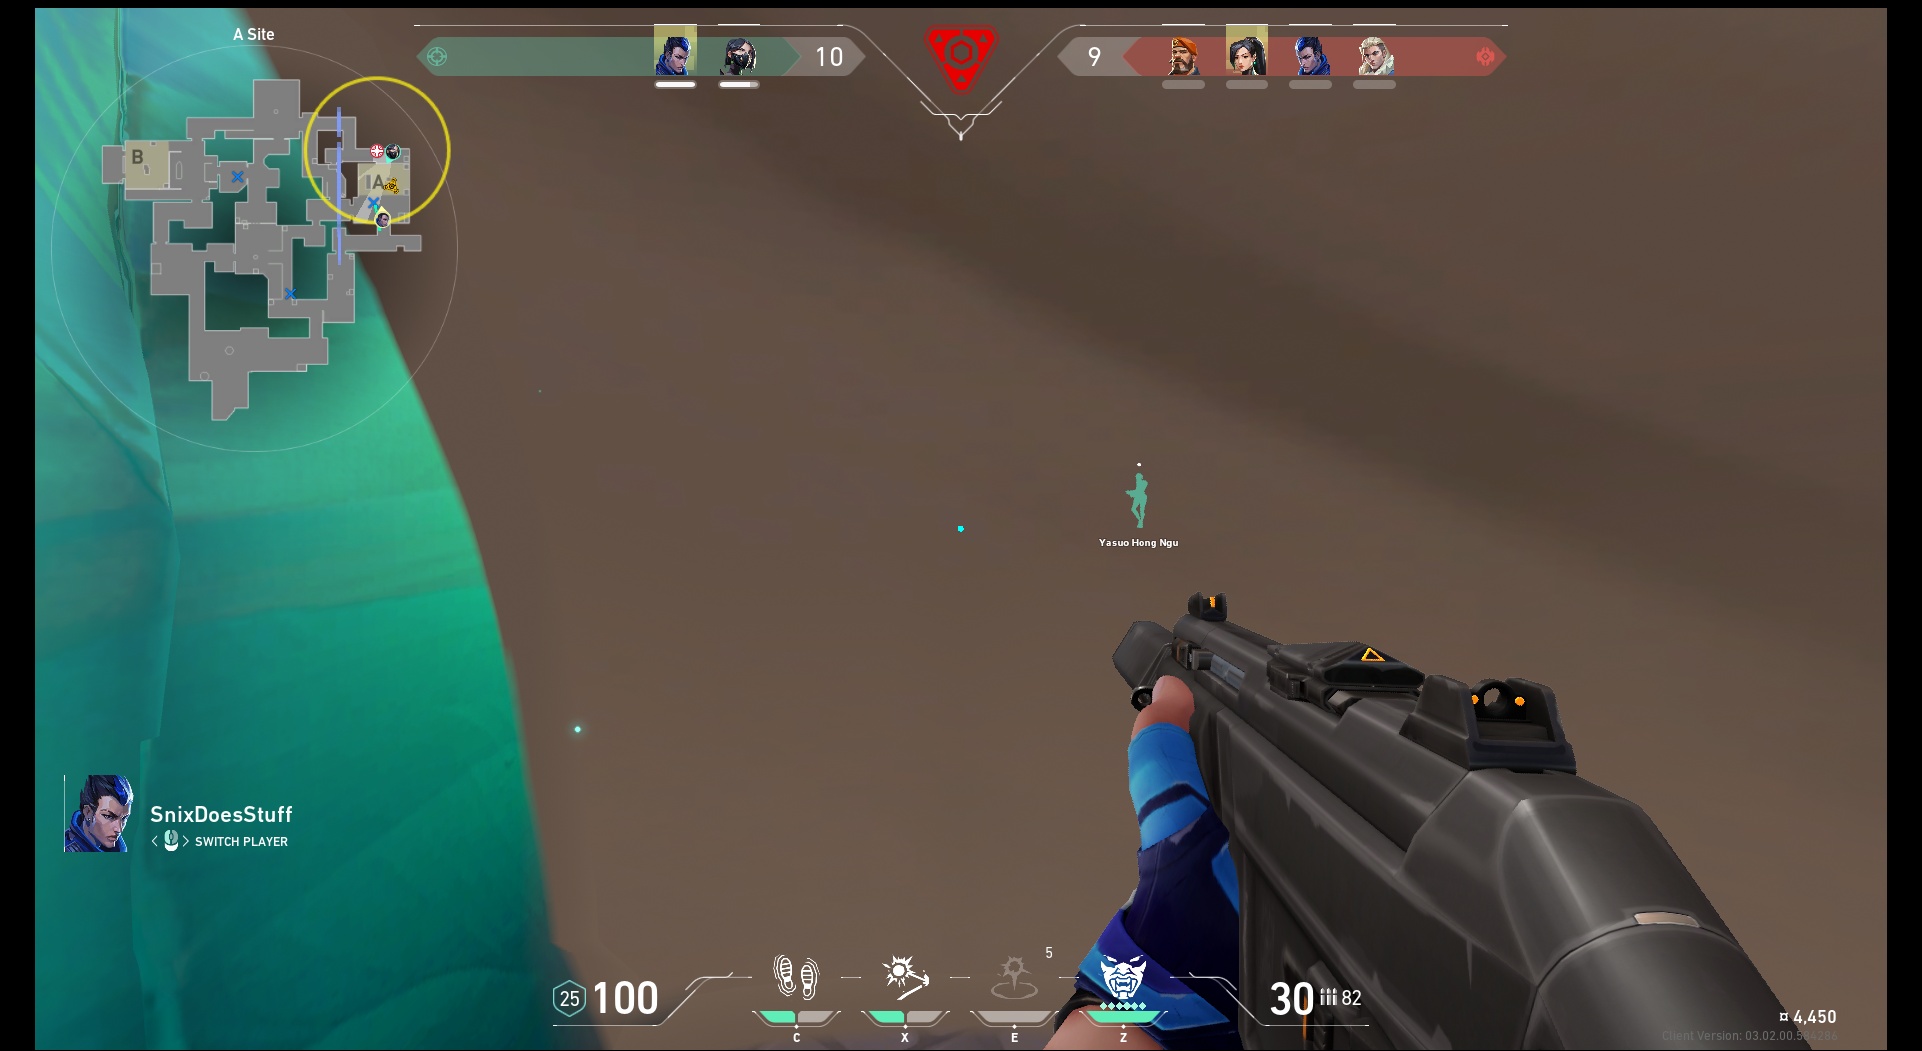 A Site
10
9
B
A
Yasuo Hong Ngu
SnixDoesStuff
< > SWITCH PLAYER
5
25 100
30 82
C X E Z
¤ 4,450